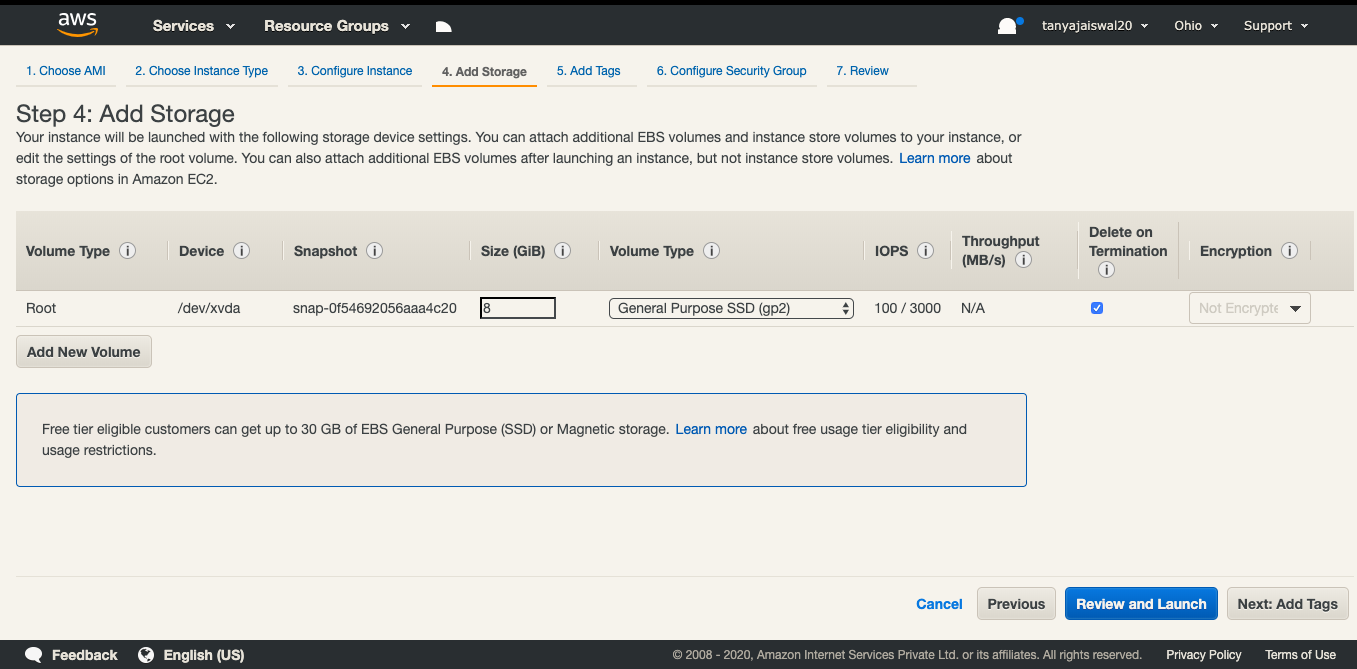 aws Services Resource Groups tanyajaiswal20 Ohio Support
1. Choose AMI 2. Choose Instance Type 3. Configure Instance 4. Add Storage 5. Add Tags 6. Configure Security Group 7. Review
Step 4: Add Storage
Your instance will be launched with the following storage device settings. You can attach additional EBS volumes and instance store volumes to your instance, or
edit the settings of the root volume. You can also attach additional EBS volumes after launching an instance, but not instance store volumes. Learn more about
storage options in Amazon EC2.
Volume Type i Device i Snapshot i Size (GiB) i Volume Type i IOPS i Throughput (MB/s) i Delete on Termination i Encryption i
Root /dev/xvda snap-0f54692056aaa4c20 8 General Purpose SSD (gp2) 100 / 3000 N/A Not Encrypte
Add New Volume
Free tier eligible customers can get up to 30 GB of EBS General Purpose (SSD) or Magnetic storage. Learn more about free usage tier eligibility and
usage restrictions.
Cancel Previous Review and Launch Next: Add Tags
Feedback English (US) © 2008 - 2020, Amazon Internet Services Private Ltd. or its affiliates. All rights reserved. Privacy Policy Terms of Use